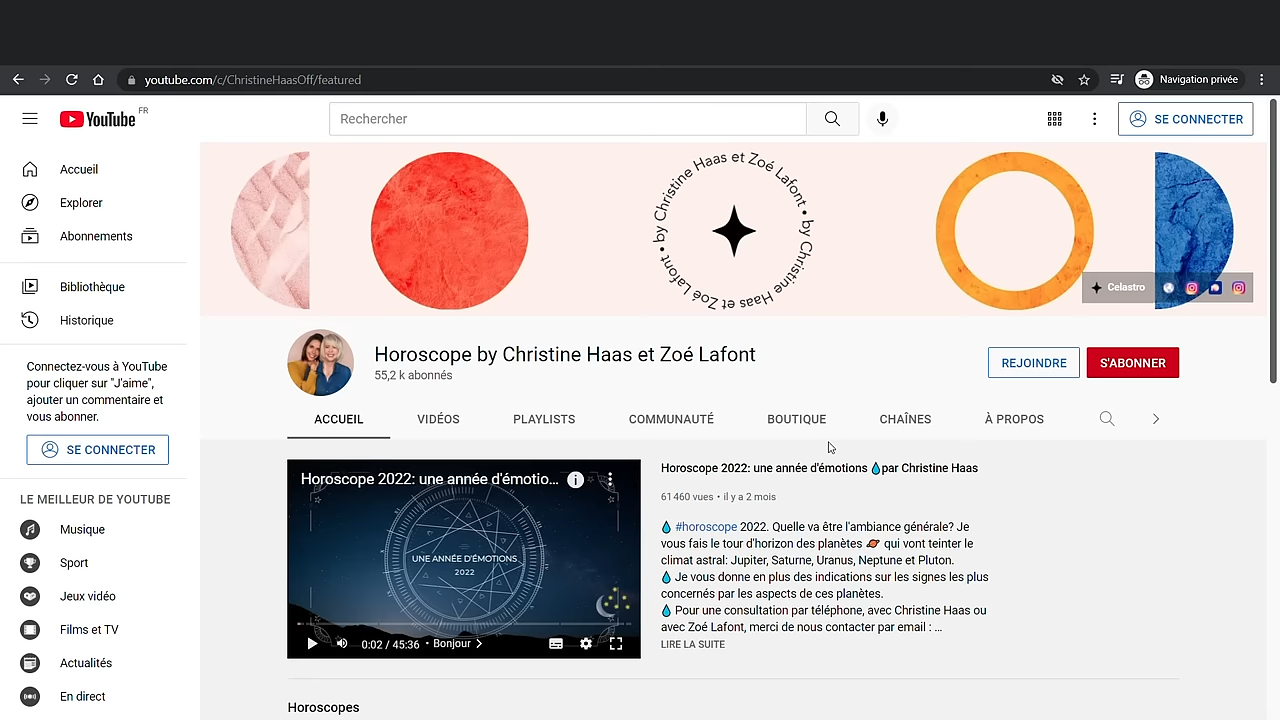 youtube.com/c/ChristineHaasOff/featured
Navigation privée
YouTube FR
Rechercher
SE CONNECTER
Accueil
Explorer
Abonnements
Bibliothèque
Historique
Connectez-vous à YouTube
pour cliquer sur "J'aime",
ajouter un commentaire et
vous abonner.
SE CONNECTER
LE MEILLEUR DE YOUTUBE
Musique
Sport
Jeux vidéo
Films et TV
Actualités
En direct
by Christine Haas et Zoé Lafont • by Christine Haas et Zoé Lafont •
Celastro
Horoscope by Christine Haas et Zoé Lafont
55,2 k abonnés
REJOINDRE
S'ABONNER
ACCUEIL
VIDÉOS
PLAYLISTS
COMMUNAUTÉ
BOUTIQUE
CHAÎNES
À PROPOS
Horoscope 2022: une année d'émotio...
UNE ANNÉE D'ÉMOTIONS
2022
0:02 / 45:36 • Bonjour
Horoscope 2022: une année d'émotions 💧par Christine Haas
61 460 vues • il y a 2 mois
💧 #horoscope 2022. Quelle va être l'ambiance générale? Je
vous fais le tour d'horizon des planètes 🪐 qui vont teinter le
climat astral: Jupiter, Saturne, Uranus, Neptune et Pluton.
💧 Je vous donne en plus des indications sur les signes les plus
concernés par les aspects de ces planètes.
💧 Pour une consultation par téléphone, avec Christine Haas ou
avec Zoé Lafont, merci de nous contacter par email : ...
LIRE LA SUITE
Horoscopes